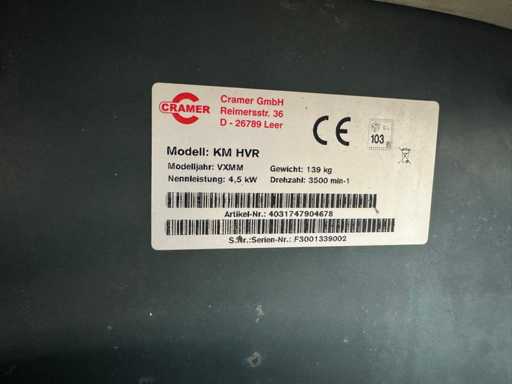 CRAMER
Cramer GmbH
Reimersstr. 36
D - 26789 Leer
CE
103
Modell: KM HVR
Modelljahr: VXMM Gewicht: 139 kg
Nennleistung: 4,5 kW Drehzahl: 3500 min-1
Artikel-Nr.: 4031747904678
S.Nr.:Serien-Nr.: F3001339002